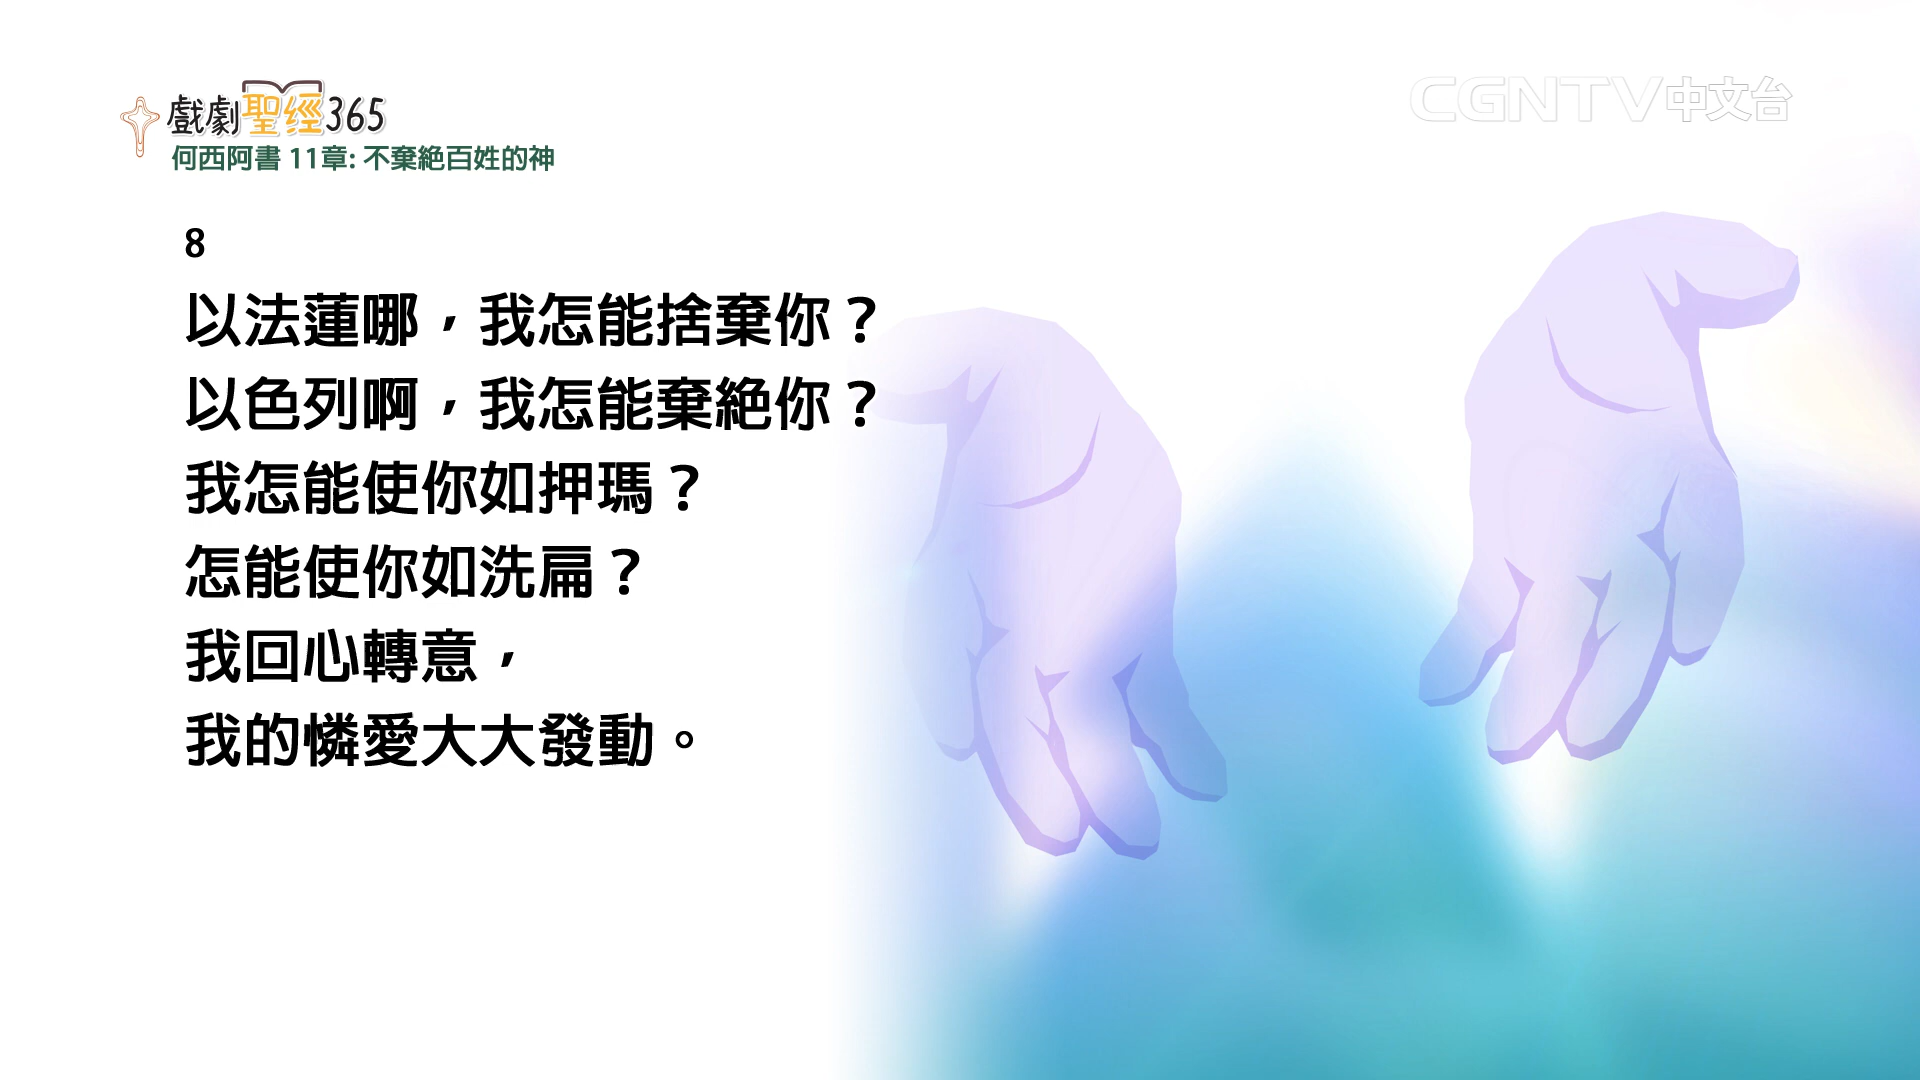 戲劇聖經365
CGNTV中文台
何西阿書 11章: 不棄絕百姓的神
8
以法蓮哪，我怎能捨棄你？
以色列啊，我怎能棄絕你？
我怎能使你如押瑪？
怎能使你如洗扁？
我回心轉意，
我的憐愛大大發動。